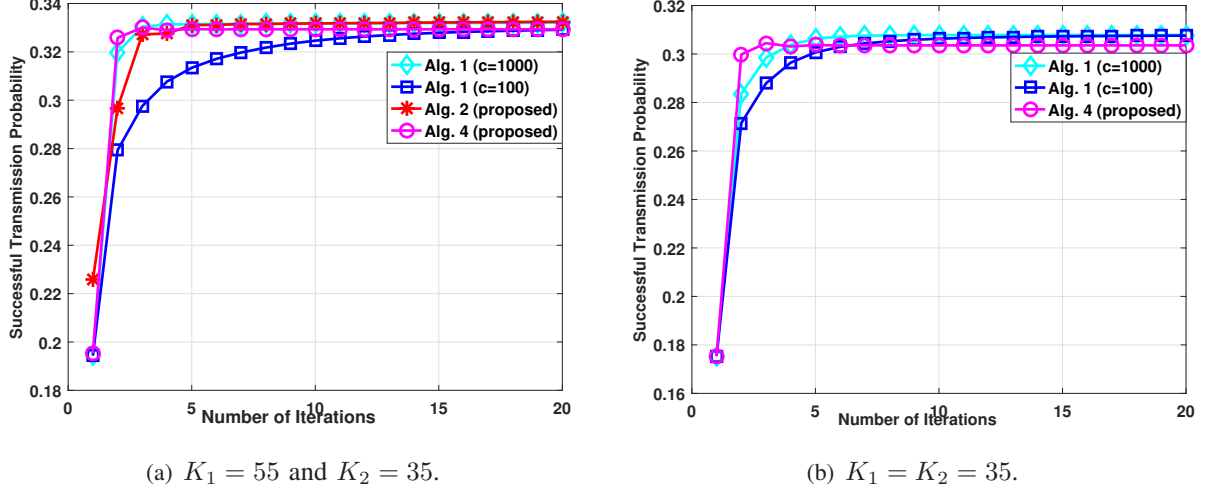 0.34
0.32
0.3
0.28
0.26
0.24
0.22
0.2
0.18
Successful Transmission Probability
Alg. 1 (c=1000)
Alg. 1 (c=100)
Alg. 2 (proposed)
Alg. 4 (proposed)
0 5 10 15 20
Number of Iterations
(a) K₁ = 55 and K₂ = 35.
0.32
0.3
0.28
0.26
0.24
0.22
0.2
0.18
0.16
Successful Transmission Probability
Alg. 1 (c=1000)
Alg. 1 (c=100)
Alg. 4 (proposed)
0 5 10 15 20
Number of Iterations
(b) K₁ = K₂ = 35.